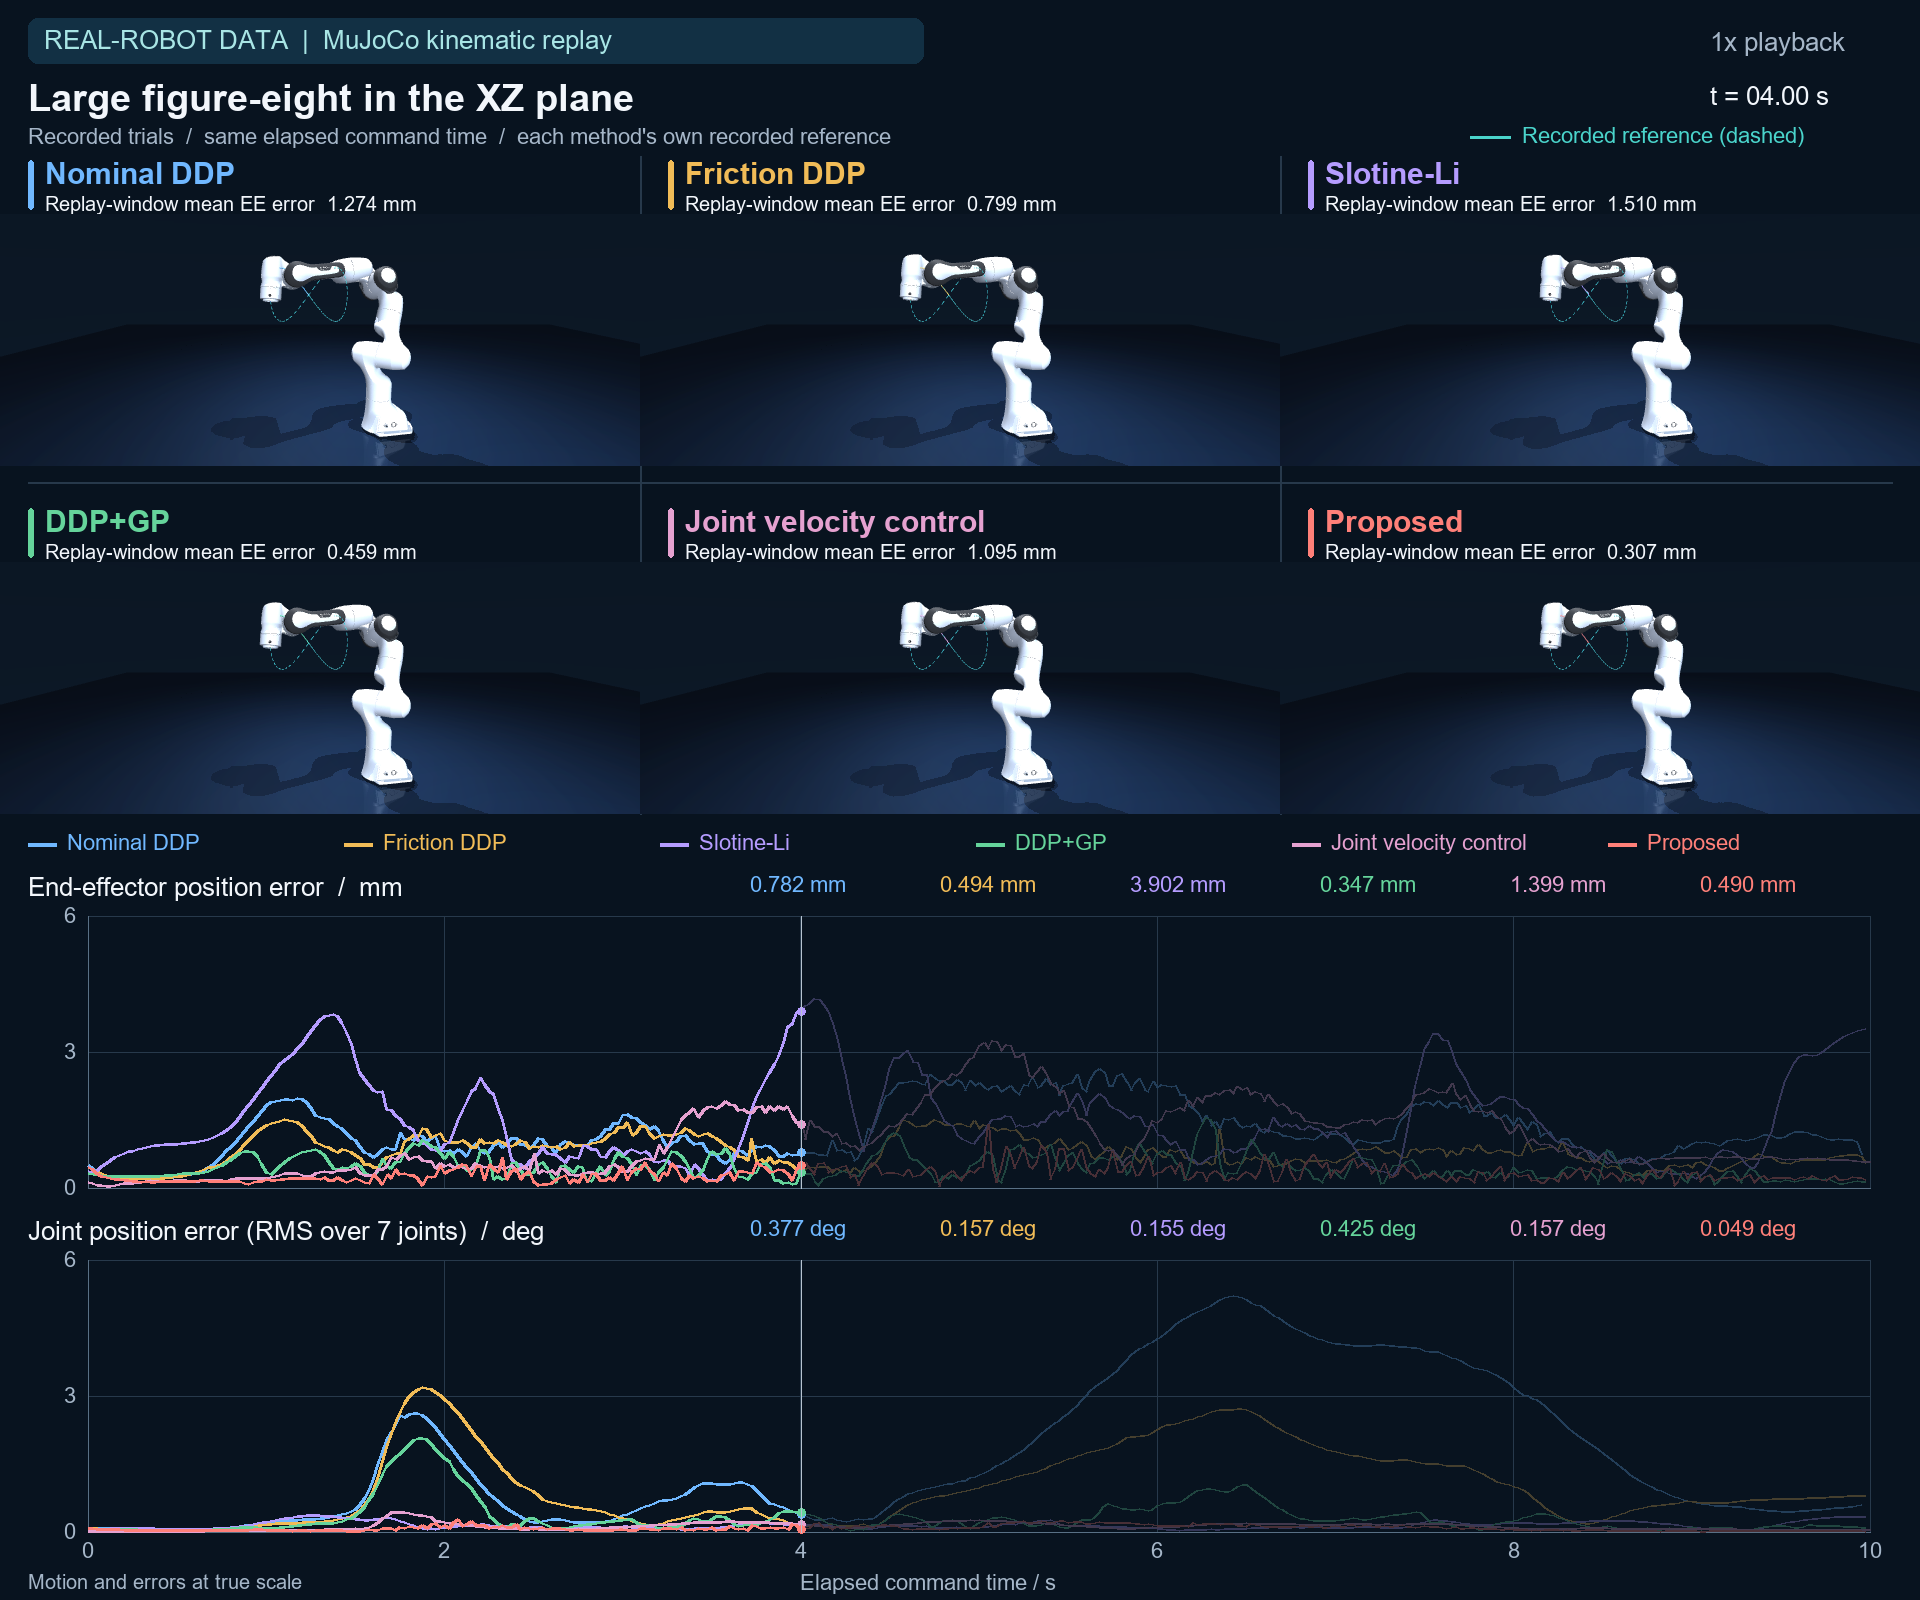 REAL-ROBOT DATA | MuJoCo kinematic replay
1x playback
Large figure-eight in the XZ plane
t = 04.00 s
Recorded trials / same elapsed command time / each method's own recorded reference
Recorded reference (dashed)
Nominal DDP
Replay-window mean EE error 1.274 mm
Friction DDP
Replay-window mean EE error 0.799 mm
Slotine-Li
Replay-window mean EE error 1.510 mm
DDP+GP
Replay-window mean EE error 0.459 mm
Joint velocity control
Replay-window mean EE error 1.095 mm
Proposed
Replay-window mean EE error 0.307 mm
Nominal DDP Friction DDP Slotine-Li DDP+GP Joint velocity control Proposed
End-effector position error / mm 0.782 mm 0.494 mm 3.902 mm 0.347 mm 1.399 mm 0.490 mm
6
3
0
Joint position error (RMS over 7 joints) / deg 0.377 deg 0.157 deg 0.155 deg 0.425 deg 0.157 deg 0.049 deg
6
3
0
0 2 4 6 8 10
Motion and errors at true scale
Elapsed command time / s